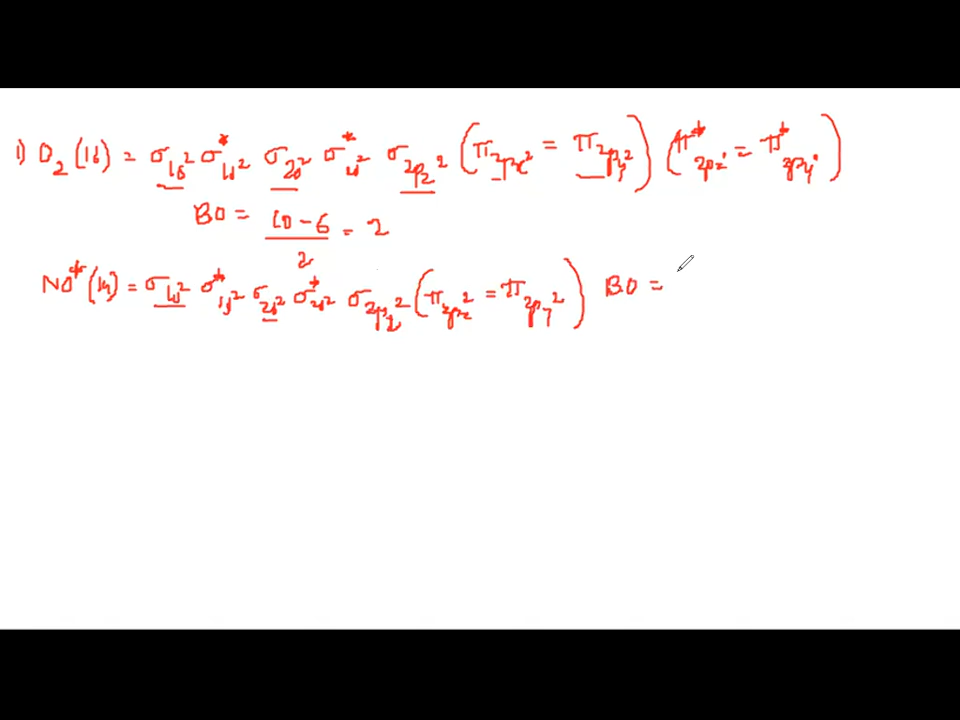 1) O2 (16) = σ1s² σ*1s² σ2s² σ*2s² σ2pz² (π2px² = π2py²) (π*2px¹ = π*2py¹)
BO = 10 - 6 / 2 = 2
NO+ (14) = σ1s² σ*1s² σ2s² σ*2s² σ2pz² (π2px² = π2py²) BO =